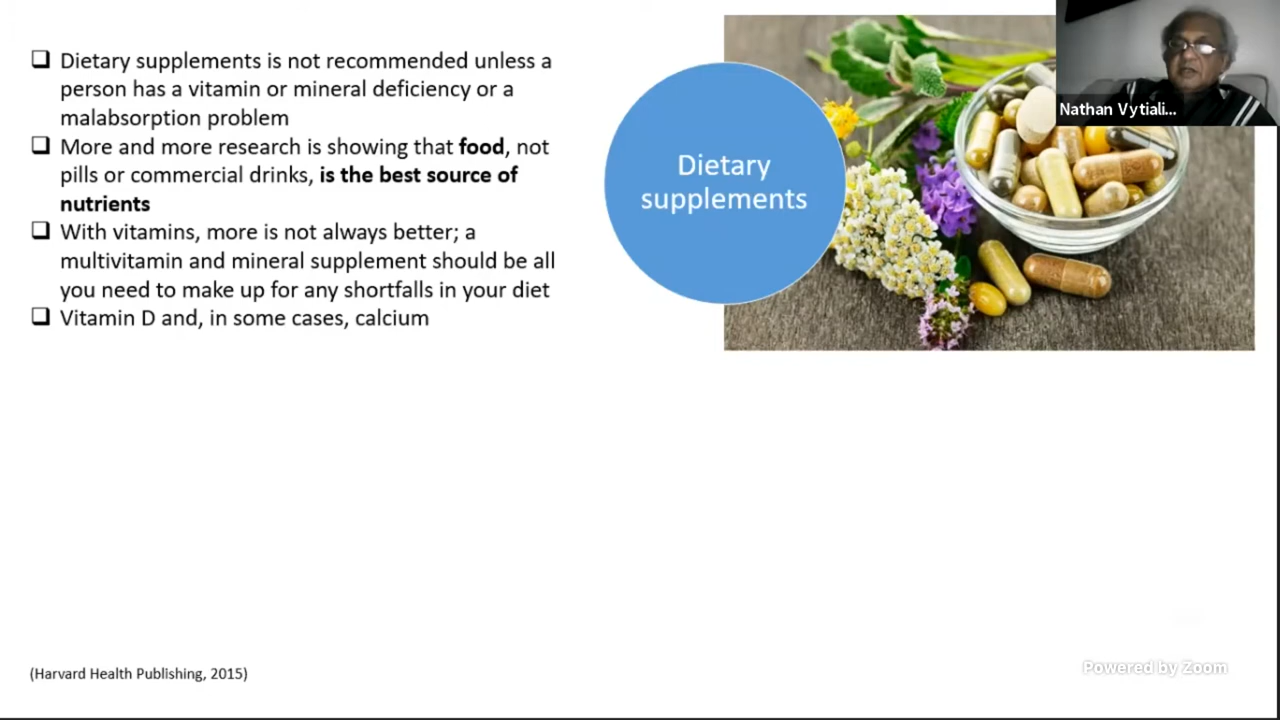 ❑ Dietary supplements is not recommended unless a
person has a vitamin or mineral deficiency or a
malabsorption problem
❑ More and more research is showing that food, not
pills or commercial drinks, is the best source of
nutrients
❑ With vitamins, more is not always better; a
multivitamin and mineral supplement should be all
you need to make up for any shortfalls in your diet
❑ Vitamin D and, in some cases, calcium
Dietary
supplements
Nathan Vytiali...
(Harvard Health Publishing, 2015)
Powered by Zoom